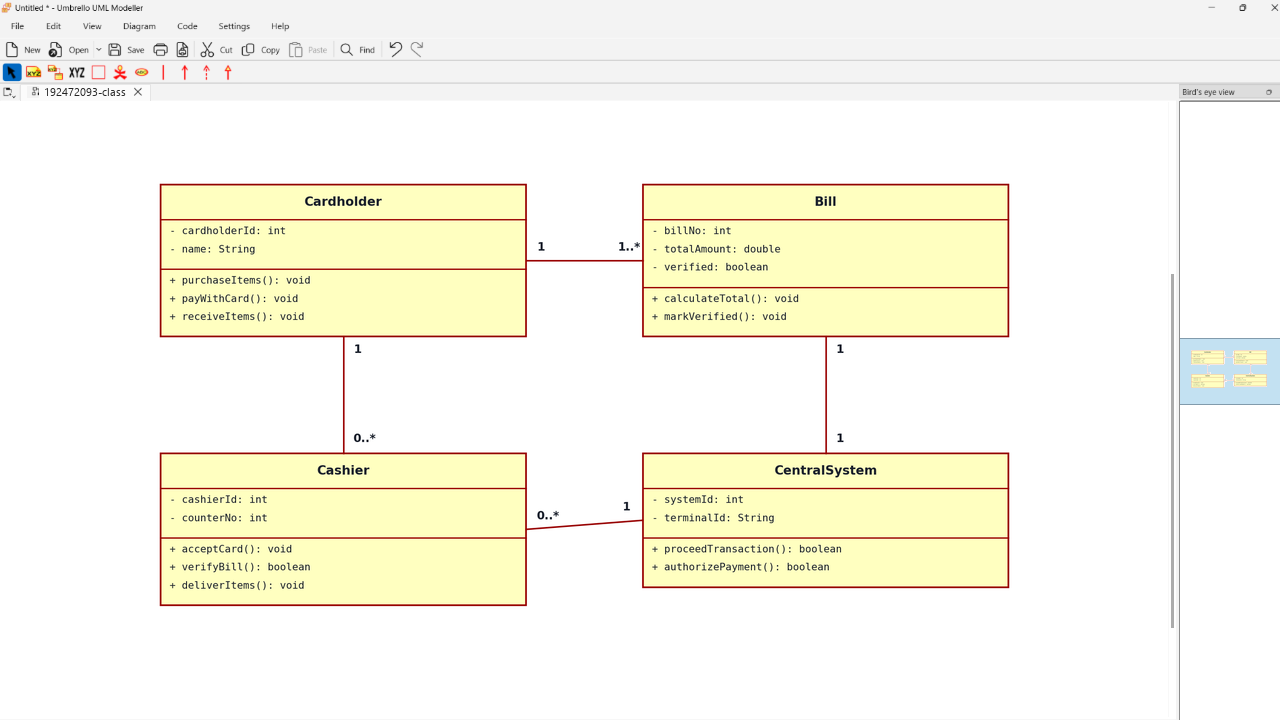 Untitled * - Umbrello UML Modeller
File Edit View Diagram Code Settings Help
New Open Save Cut Copy Paste Find
XYZ XYZ
192472093-class
Bird's eye view
Cardholder
- cardholderId: int
- name: String
+ purchaseItems(): void
+ payWithCard(): void
+ receiveItems(): void
1 1..*
Bill
- billNo: int
- totalAmount: double
- verified: boolean
+ calculateTotal(): void
+ markVerified(): void
1
0..*
1
1
Cashier
- cashierId: int
- counterNo: int
+ acceptCard(): void
+ verifyBill(): boolean
+ deliverItems(): void
0..* 1
CentralSystem
- systemId: int
- terminalId: String
+ proceedTransaction(): boolean
+ authorizePayment(): boolean